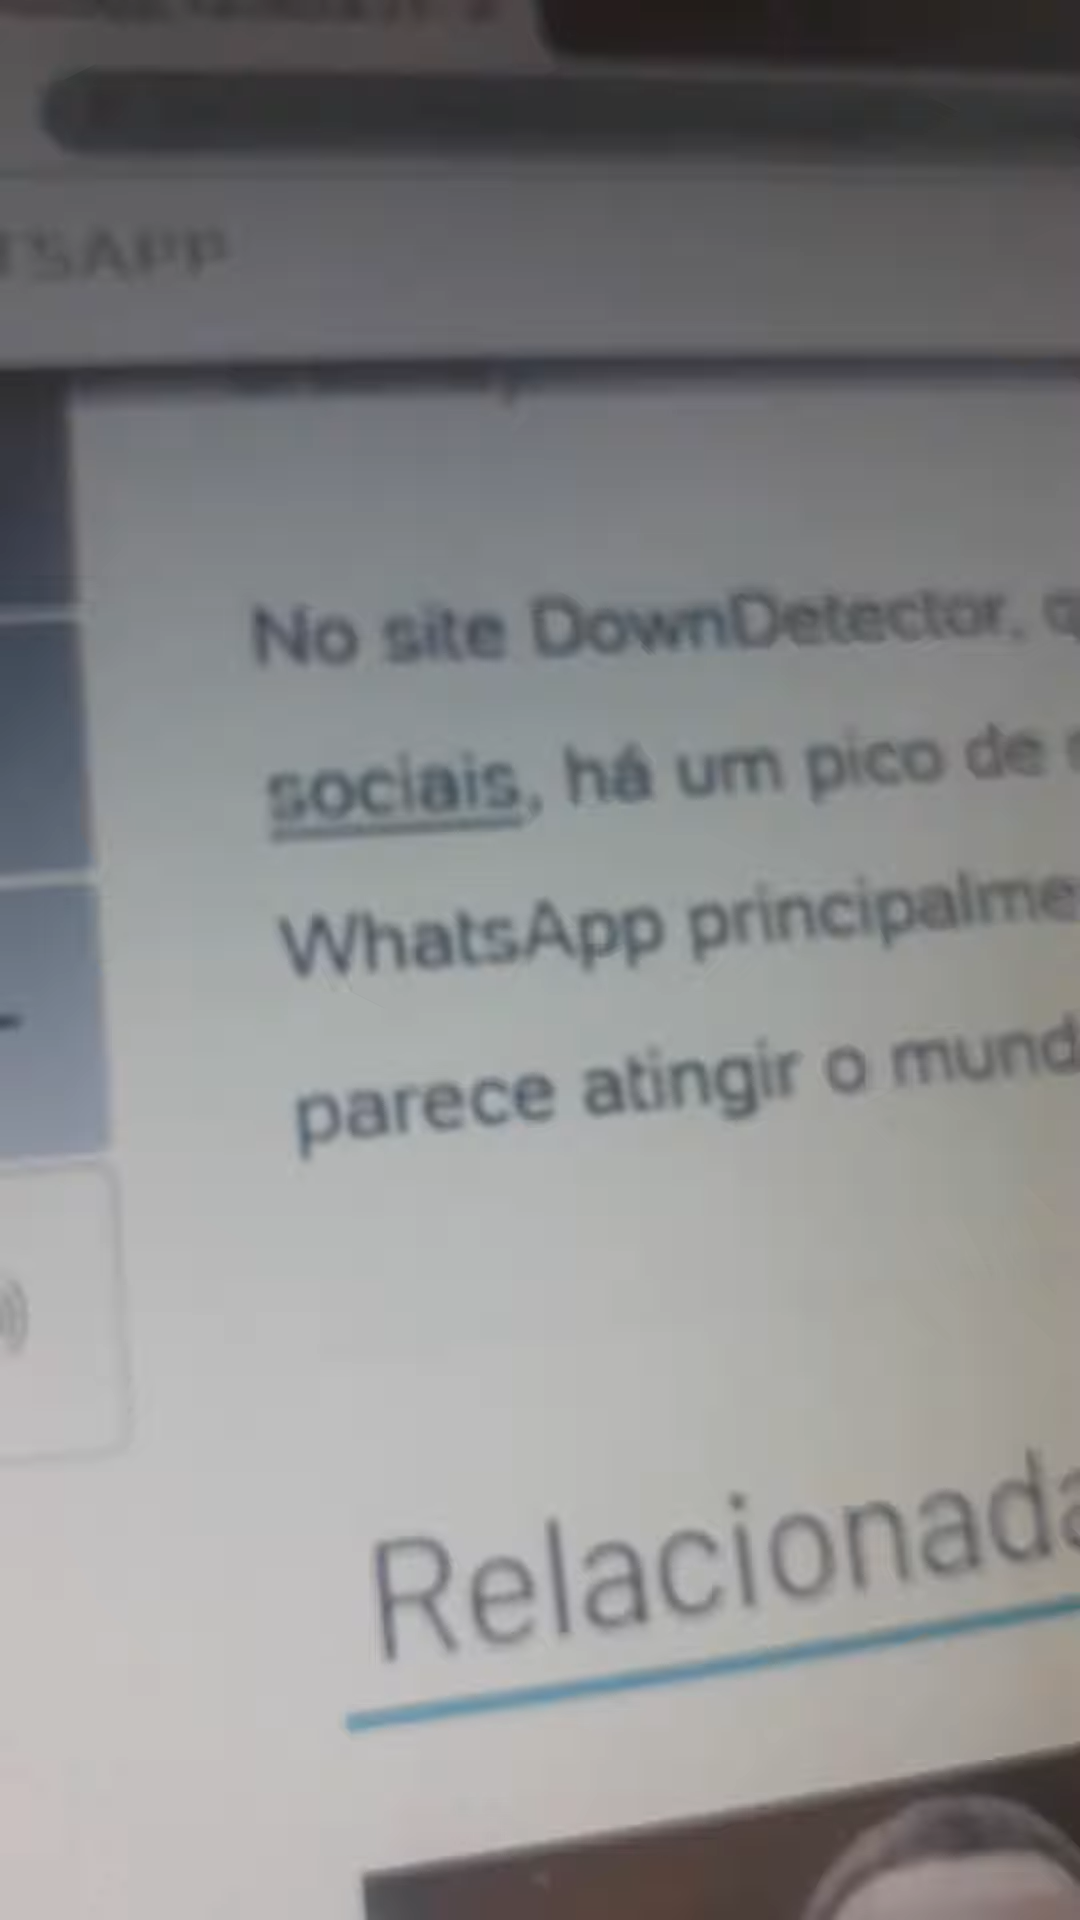 TSAPP
No site DownDetector, q
sociais, há um pico de
WhatsApp principalme
parece atingir o mund
Relacionada